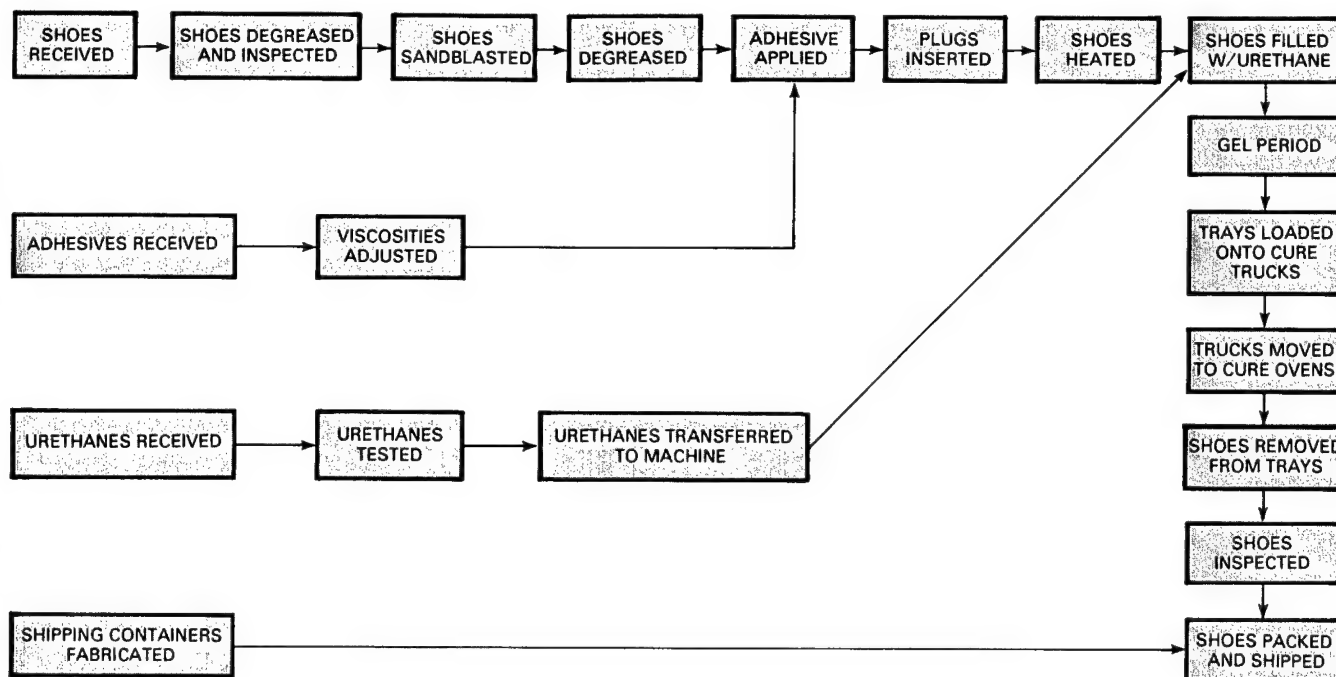 SHOES
RECEIVED
SHOES DEGREASED
AND INSPECTED
SHOES
SANDBLASTED
SHOES
DEGREASED
ADHESIVE
APPLIED
PLUGS
INSERTED
SHOES
HEATED
SHOES FILLED
W/URETHANE
GEL PERIOD
ADHESIVES RECEIVED
VISCOSITIES
ADJUSTED
TRAYS LOADED
ONTO CURE
TRUCKS
TRUCKS MOVED
TO CURE OVENS
URETHANES RECEIVED
URETHANES
TESTED
URETHANES TRANSFERRED
TO MACHINE
SHOES REMOVED
FROM TRAYS
SHOES
INSPECTED
SHIPPING CONTAINERS
FABRICATED
SHOES PACKED
AND SHIPPED